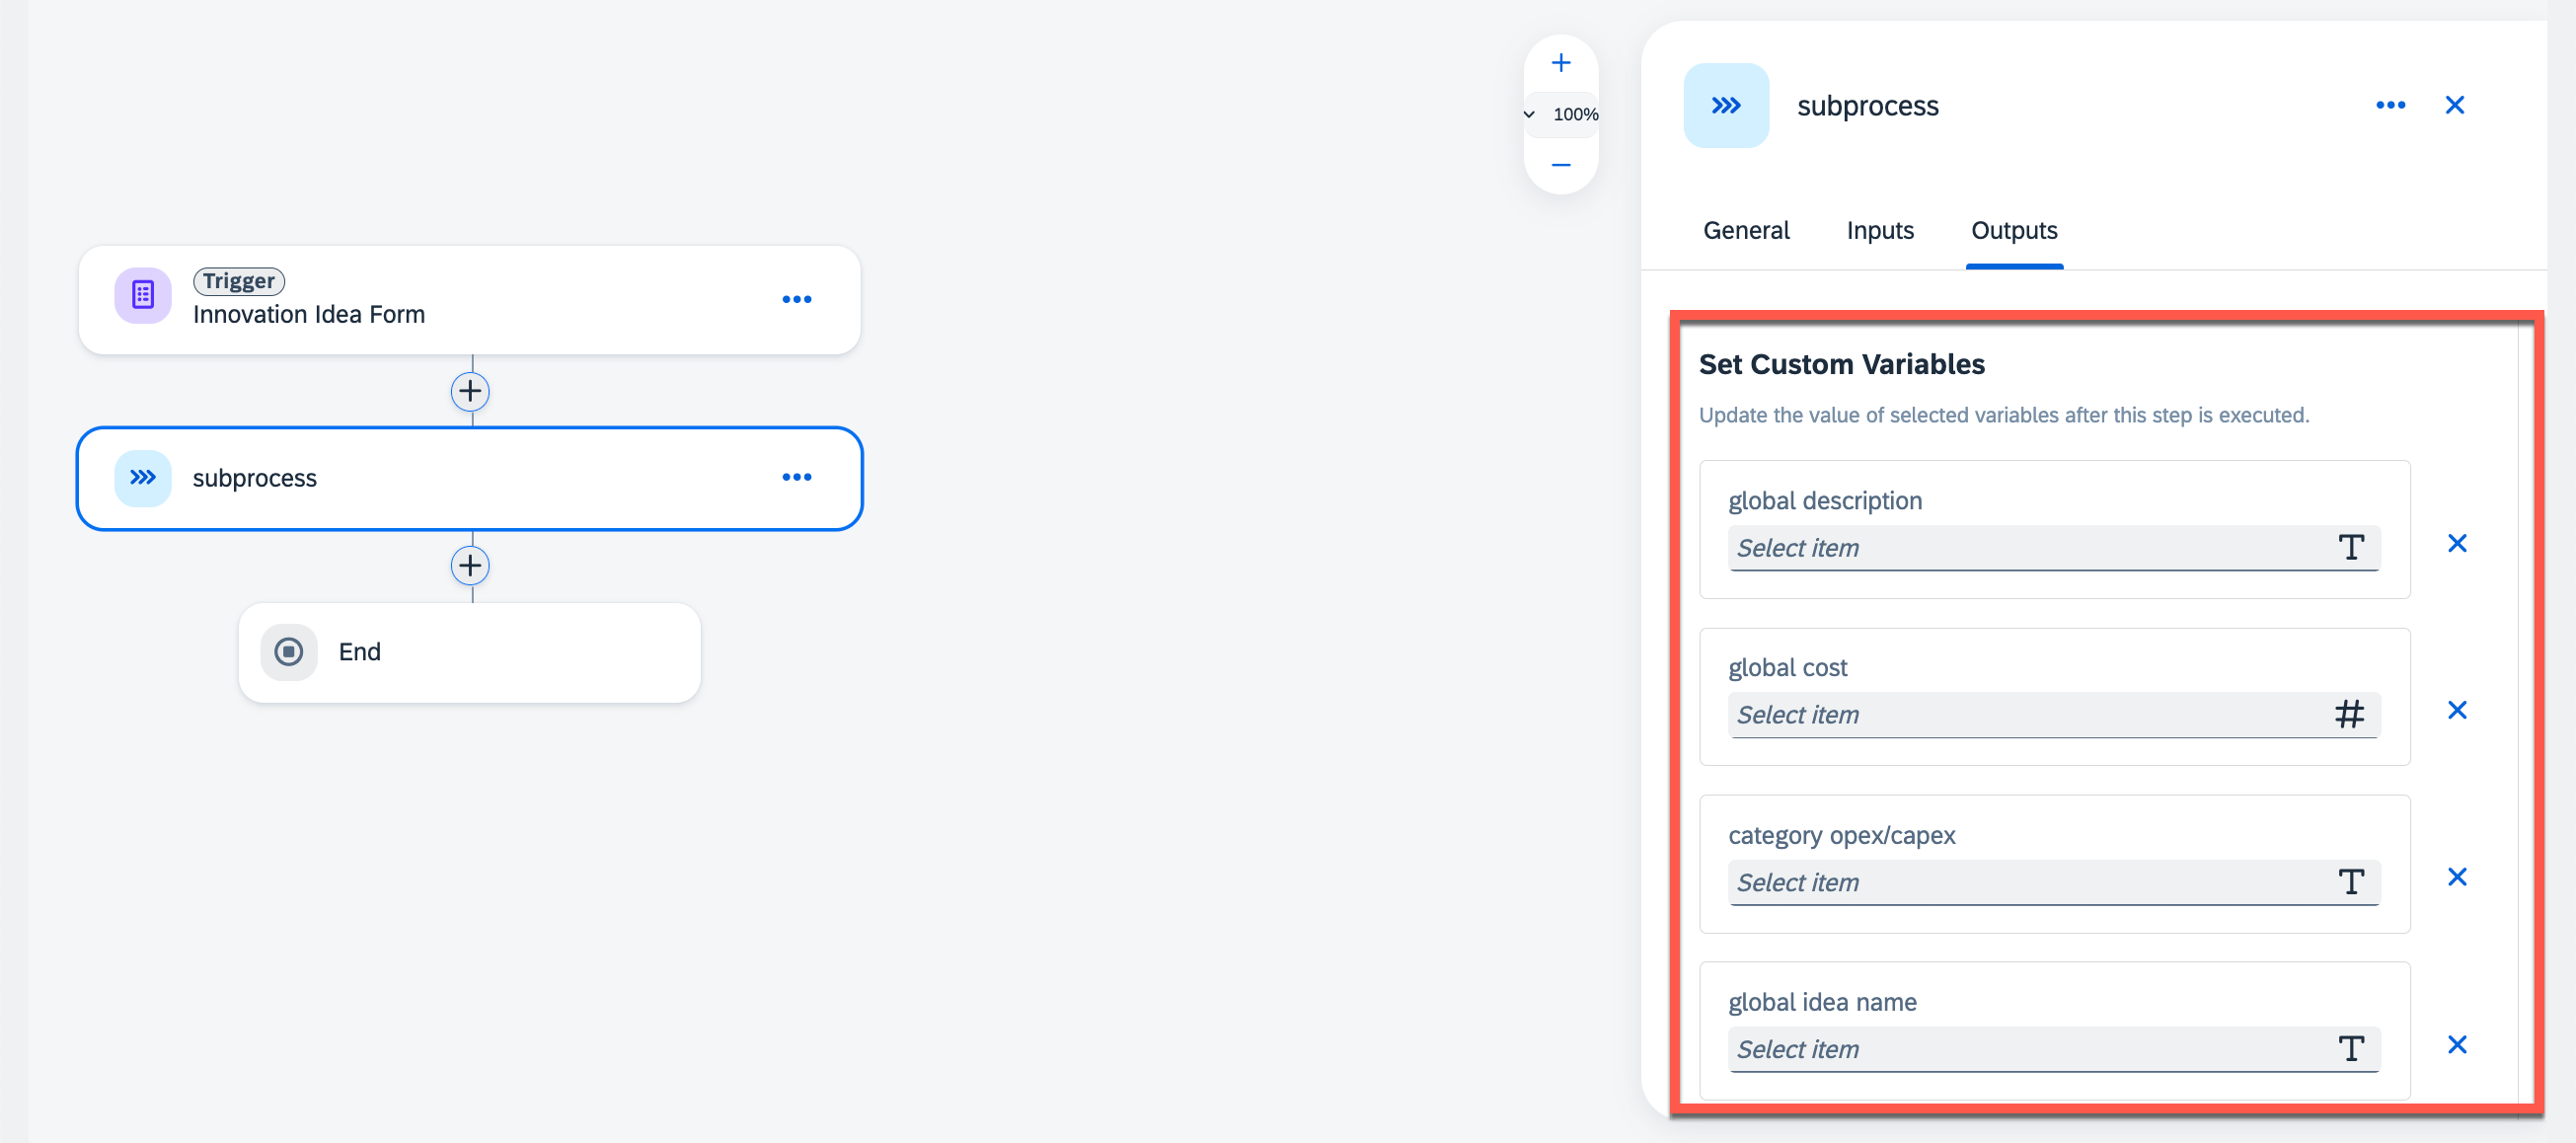 Trigger
Innovation Idea Form
subprocess
End
100%
subprocess
General Inputs Outputs
Set Custom Variables
Update the value of selected variables after this step is executed.
global description
Select item
global cost
Select item
category opex/capex
Select item
global idea name
Select item